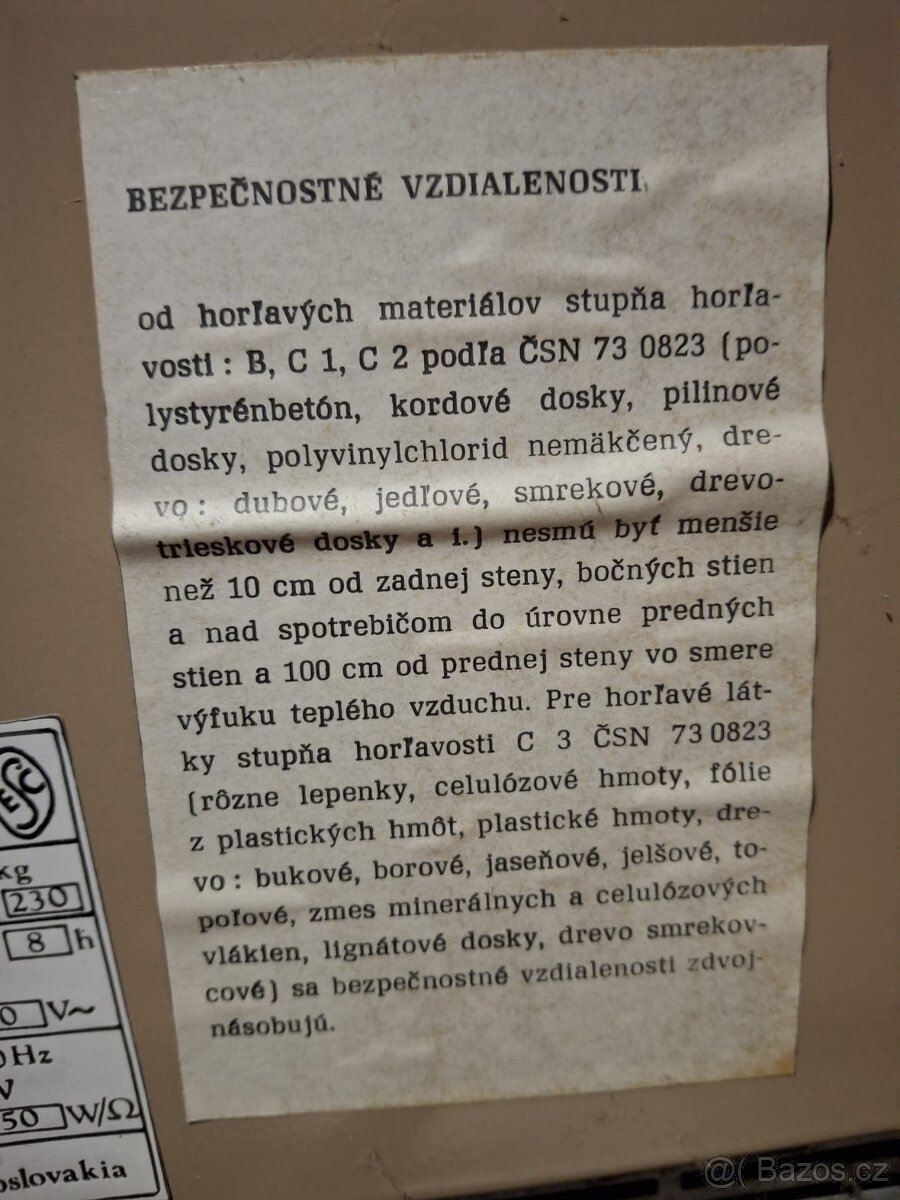 BEZPEČNOSTNÉ VZDIALENOSTI
od horľavých materiálov stupňa horľa-
vosti : B, C 1, C 2 podľa ČSN 73 0823 (po-
lystyrénbetón, kordové dosky, pilinové
dosky, polyvinylchlorid nemäkčený, dre-
vo : dubové, jedľové, smrekové, drevo-
trieskové dosky a i.) nesmú byť menšie
než 10 cm od zadnej steny, bočných stien
a nad spotrebičom do úrovne predných
stien a 100 cm od prednej steny vo smere
výfuku teplého vzduchu. Pre horľavé lát-
ky stupňa horľavosti C 3 ČSN 73 0823
(rôzne lepenky, celulózové hmoty, fólie
z plastických hmôt, plastické hmoty, dre-
vo : bukové, borové, jaseňové, jelšové, to-
poľové, zmes minerálnych a celulózových
vlákien, lignátové dosky, drevo smrekov-
cové) sa bezpečnostné vzdialenosti zdvoj-
násobujú.
ESČ
kg
230
8 h
0 V~
0Hz
V
50 W/Ω
oslovakia
@( Bazos.cz